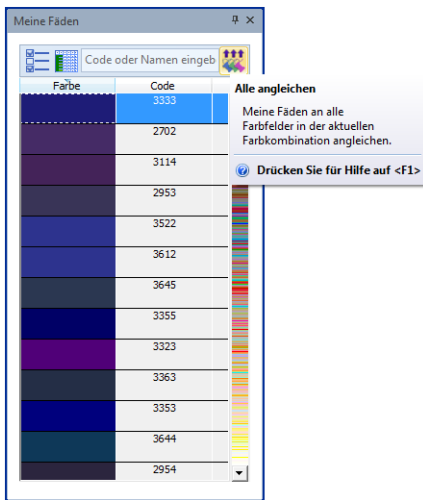 Meine Fäden
Code oder Namen eingeb
Farbe Code
3333
2702
3114
2953
3522
3612
3645
3355
3323
3363
3353
3644
2954
Alle angleichen
Meine Fäden an alle
Farbfelder in der aktuellen
Farbkombination angleichen.
Drücken Sie für Hilfe auf <F1>